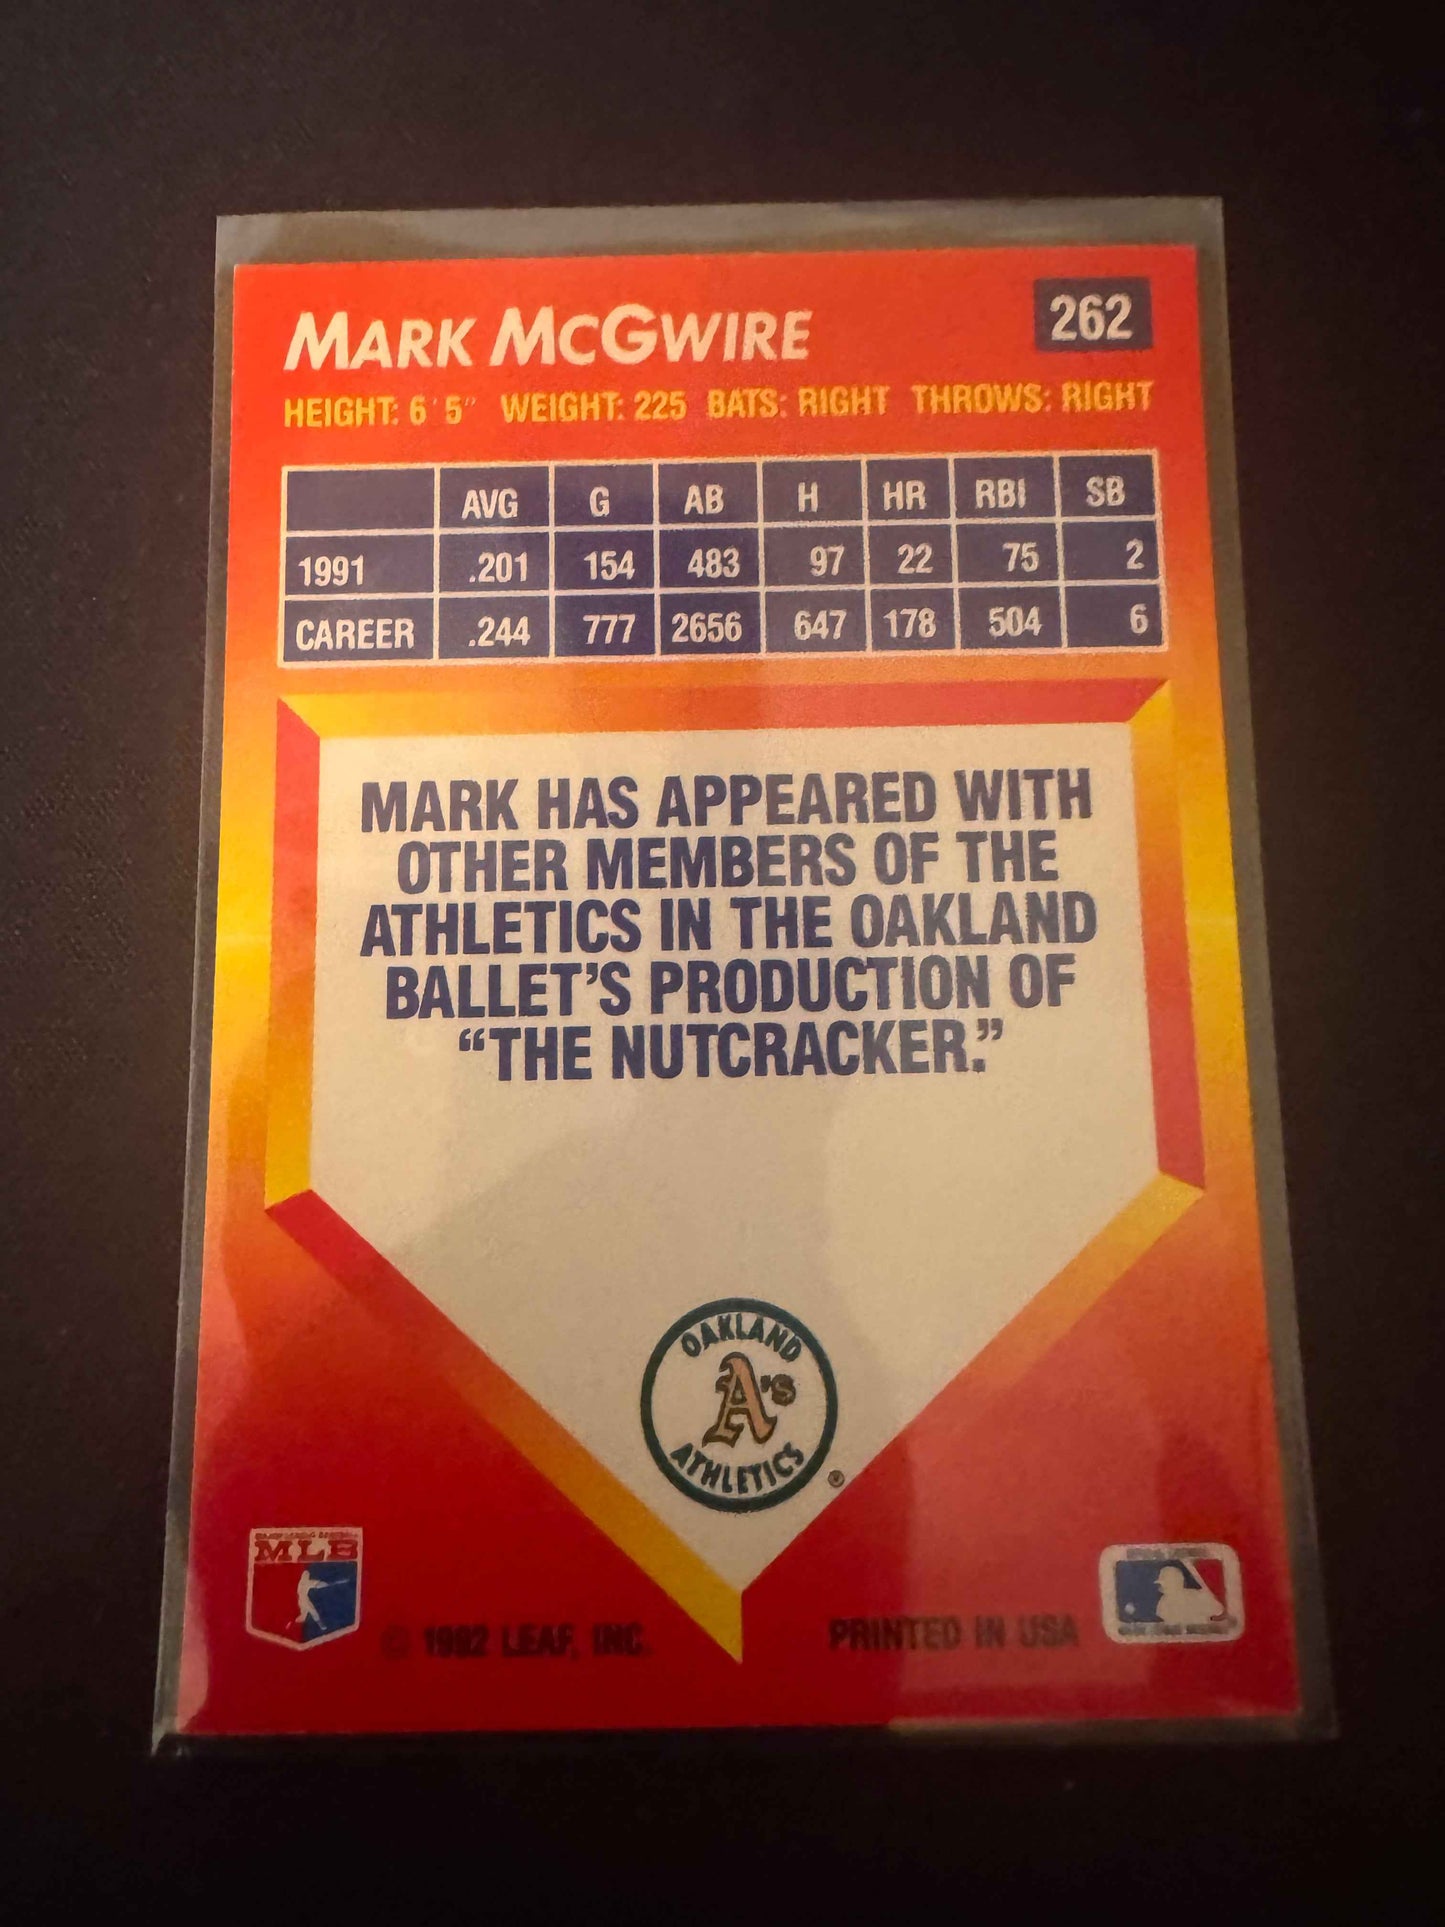 MARK MCGWIRE
262
HEIGHT: 6' 5" WEIGHT: 225 BATS: RIGHT THROWS: RIGHT
AVG G AB H HR RBI SB
1991 .201 154 483 97 22 75 2
CAREER .244 777 2656 647 178 504 6
MARK HAS APPEARED WITH
OTHER MEMBERS OF THE
ATHLETICS IN THE OAKLAND
BALLET'S PRODUCTION OF
“THE NUTCRACKER.”
OAKLAND
A's
ATHLETICS
®
MLB
© 1992 LEAF, INC.
PRINTED IN USA